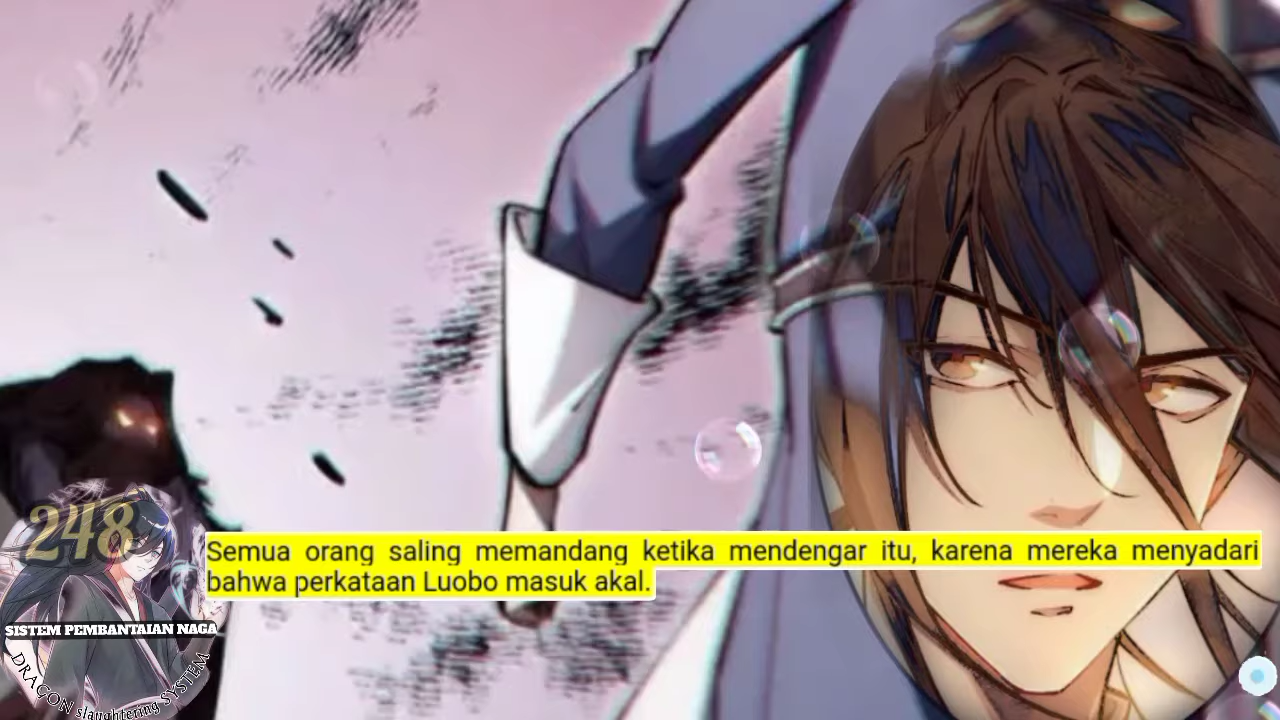 Semua orang saling memandang ketika mendengar itu, karena mereka menyadari
bahwa perkataan Luobo masuk akal.
248
SISTEM PEMBANTAIAN NAGA
DRAGON slaughtering SYSTEM